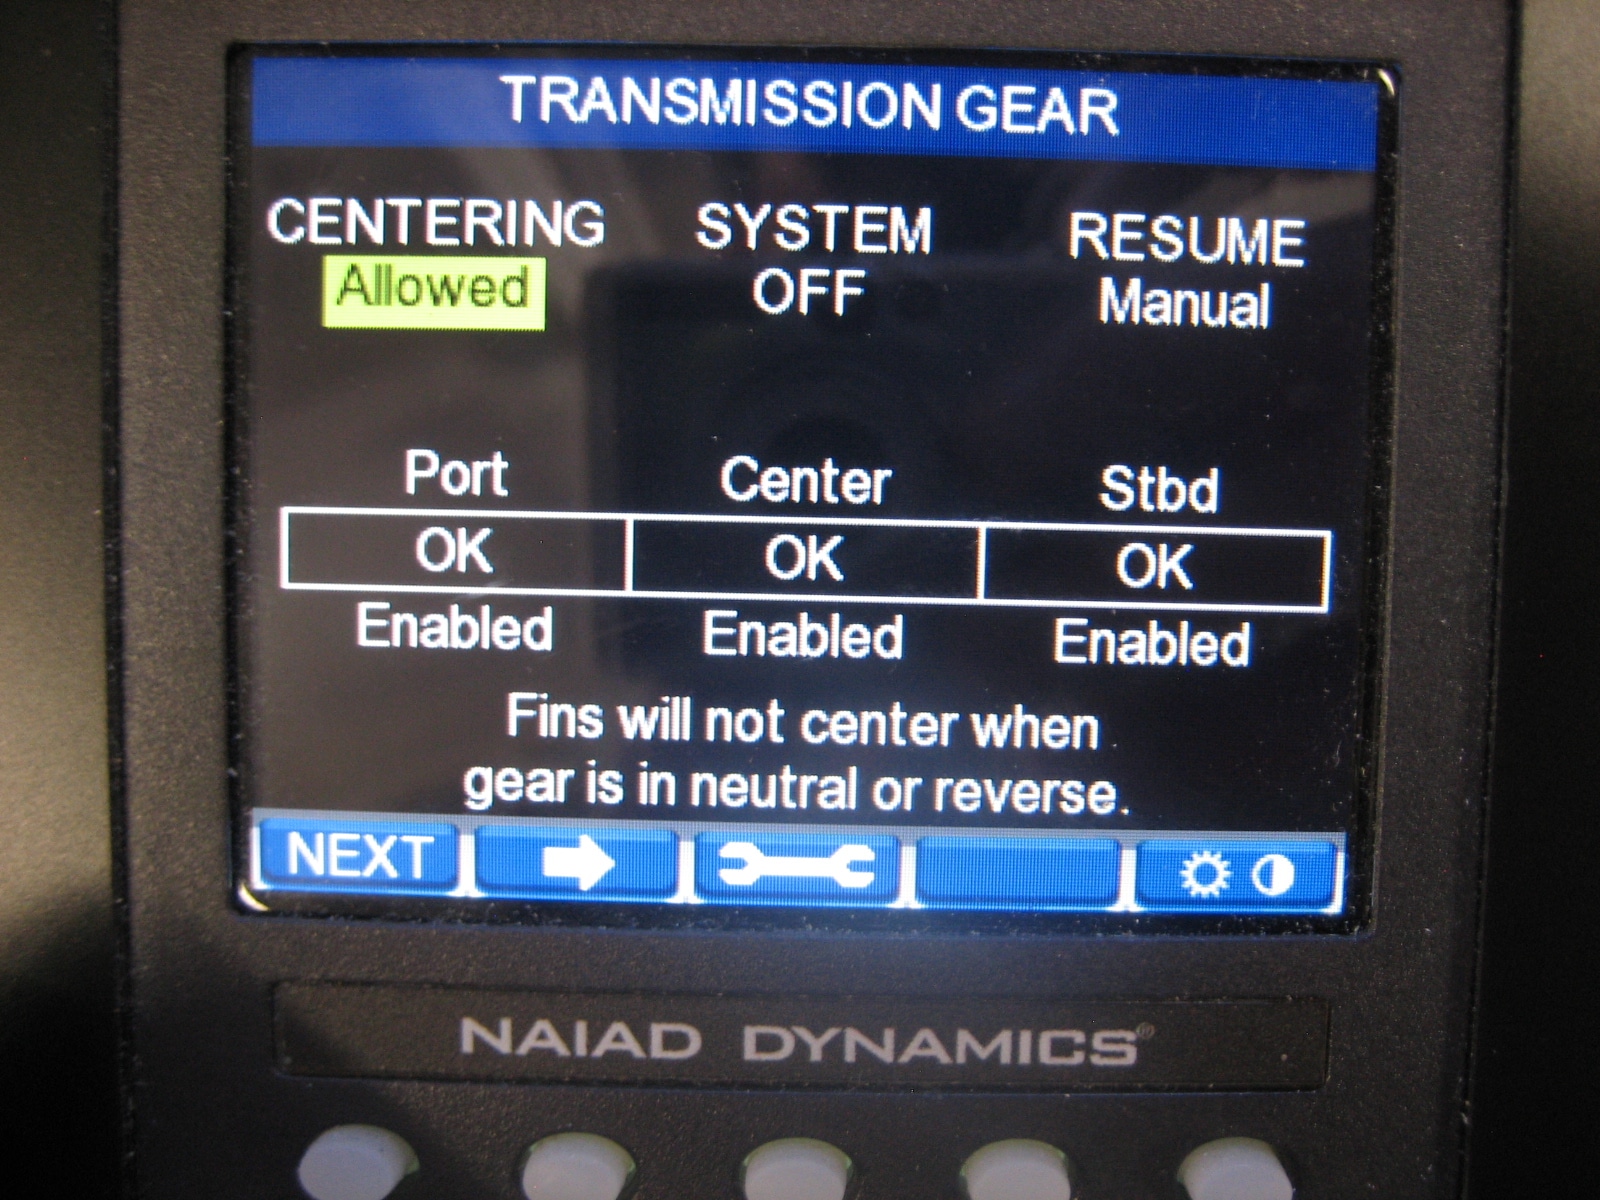 TRANSMISSION GEAR
CENTERING SYSTEM RESUME
Allowed OFF Manual
Port Center Stbd
OK OK OK
Enabled Enabled Enabled
Fins will not center when
gear is in neutral or reverse.
NEXT
NAIAD DYNAMICS®